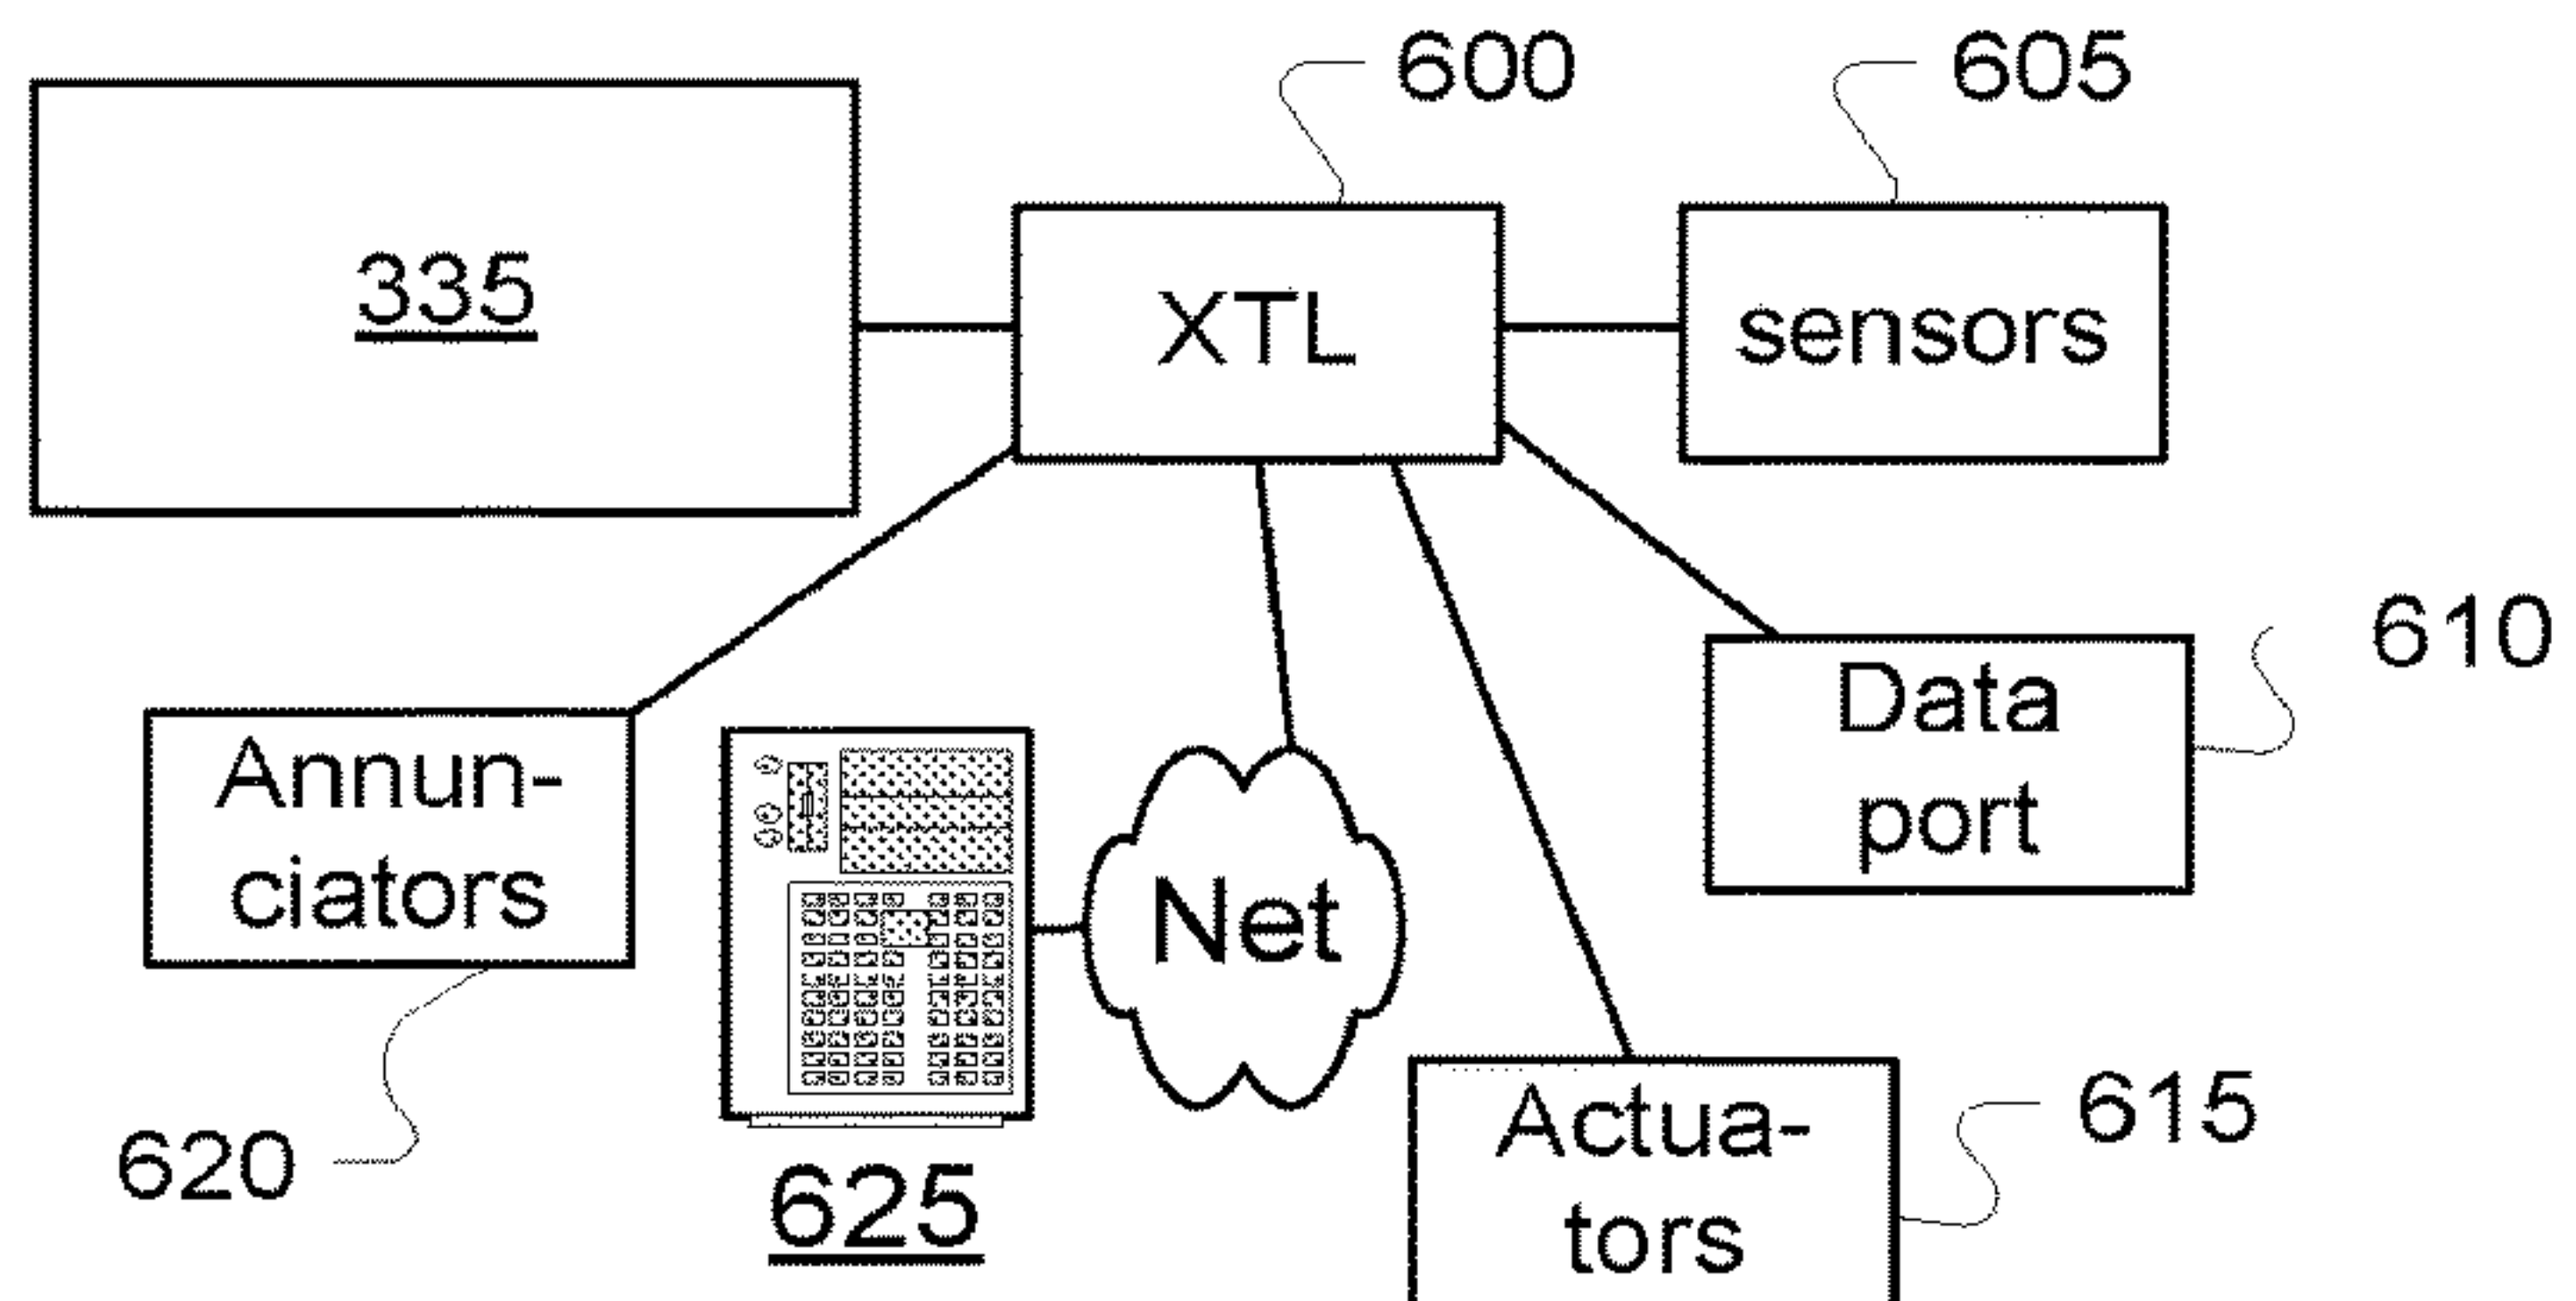 600
605
335
XTL
sensors
610
Data
port
Annun-
ciators
Net
620
625
Actua-
tors
615